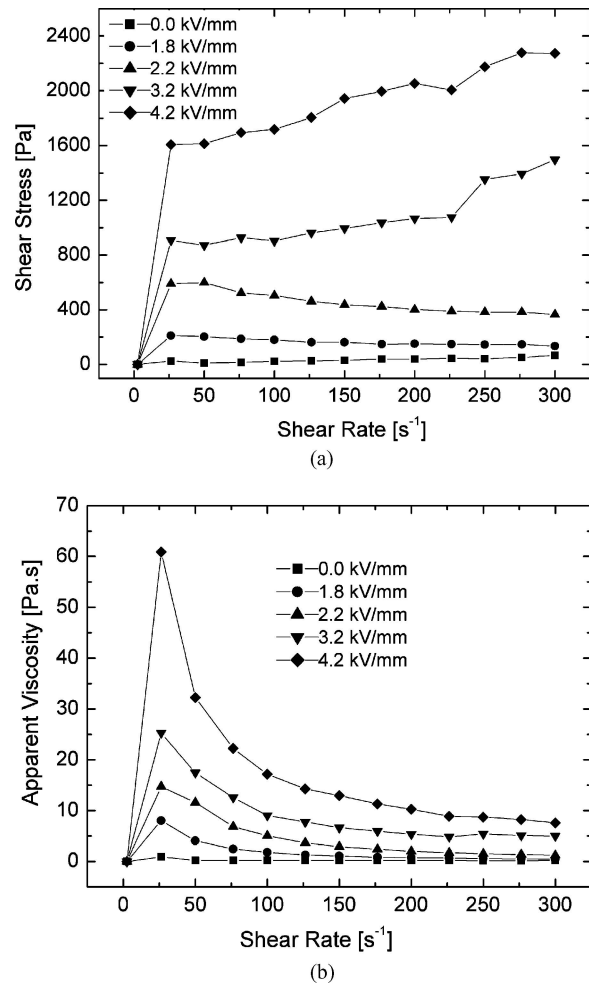 0.0 kV/mm
1.8 kV/mm
2.2 kV/mm
3.2 kV/mm
4.2 kV/mm
2400
2000
1600
1200
800
400
0
Shear Stress [Pa]
0 50 100 150 200 250 300
Shear Rate [s⁻¹]
(a)
70
60
50
40
30
20
10
0
Apparent Viscosity [Pa.s]
0.0 kV/mm
1.8 kV/mm
2.2 kV/mm
3.2 kV/mm
4.2 kV/mm
0 50 100 150 200 250 300
Shear Rate [s⁻¹]
(b)